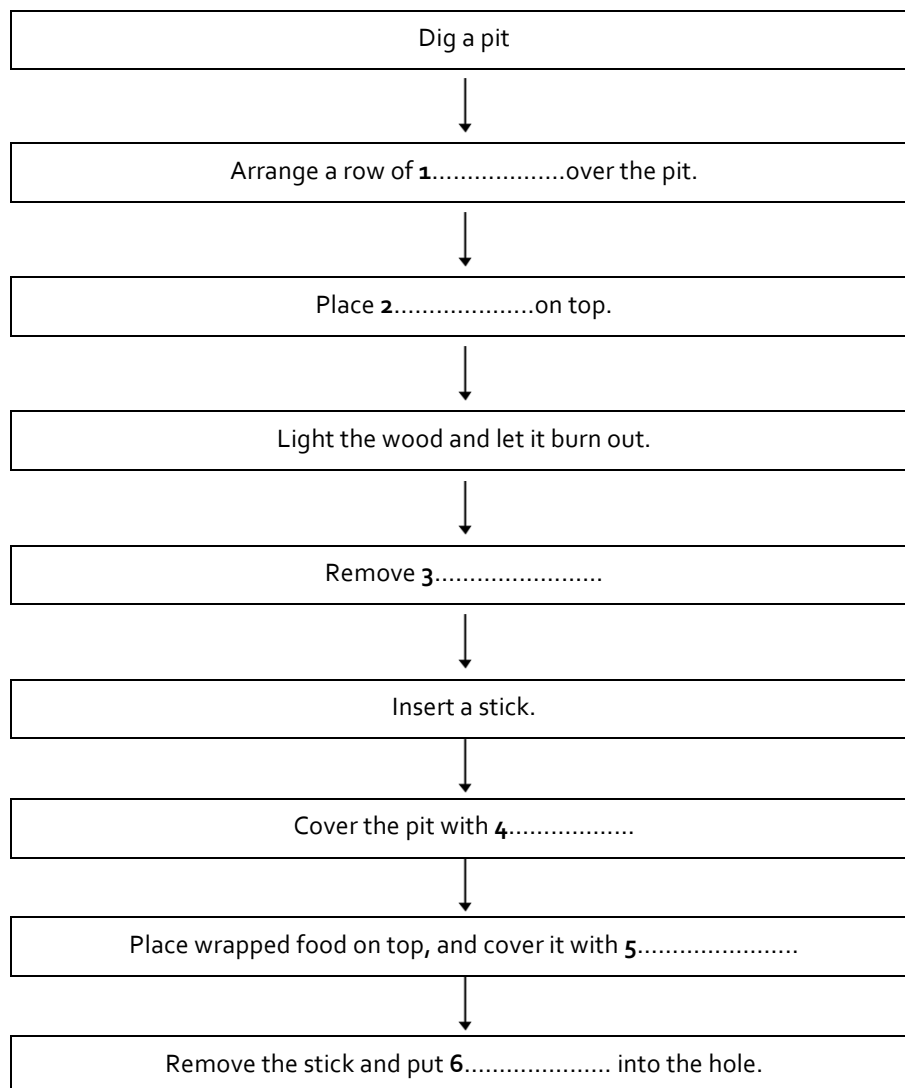 Dig a pit
Arrange a row of 1...................over the pit.
Place 2....................on top.
Light the wood and let it burn out.
Remove 3........................
Insert a stick.
Cover the pit with 4..................
Place wrapped food on top, and cover it with 5.......................
Remove the stick and put 6.................... into the hole.